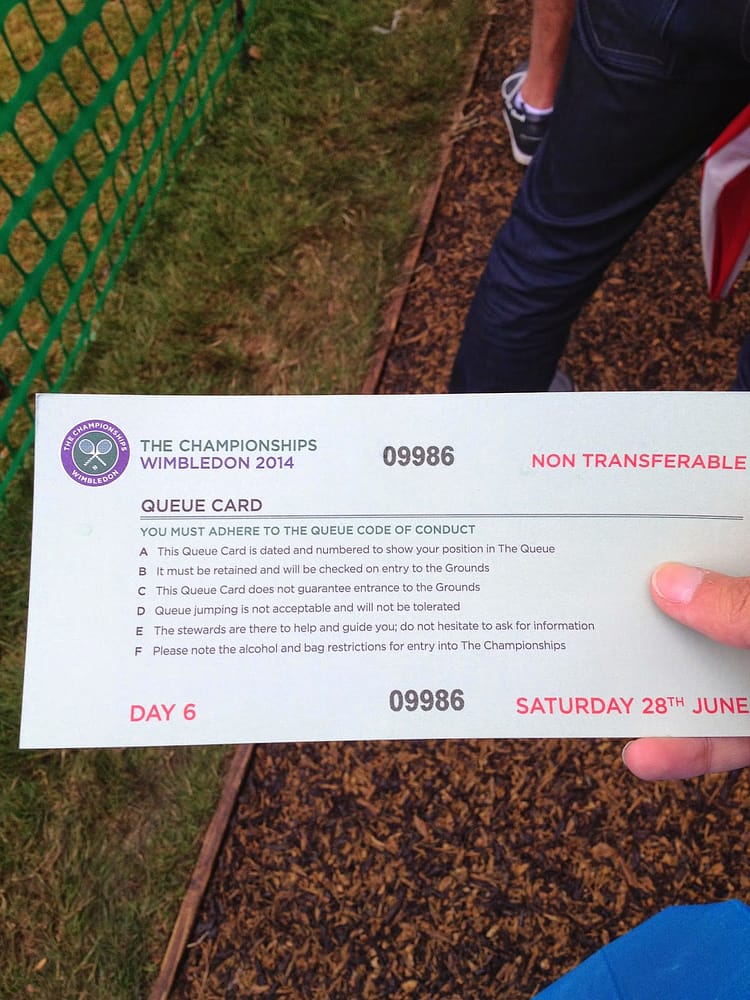 THE CHAMPIONSHIPS
WIMBLEDON
THE CHAMPIONSHIPS
WIMBLEDON 2014
09986
NON TRANSFERABLE
QUEUE CARD
YOU MUST ADHERE TO THE QUEUE CODE OF CONDUCT
A This Queue Card is dated and numbered to show your position in The Queue
B It must be retained and will be checked on entry to the Grounds
C This Queue Card does not guarantee entrance to the Grounds
D Queue jumping is not acceptable and will not be tolerated
E The stewards are there to help and guide you; do not hesitate to ask for information
F Please note the alcohol and bag restrictions for entry into The Championships
DAY 6
09986
SATURDAY 28TH JUNE